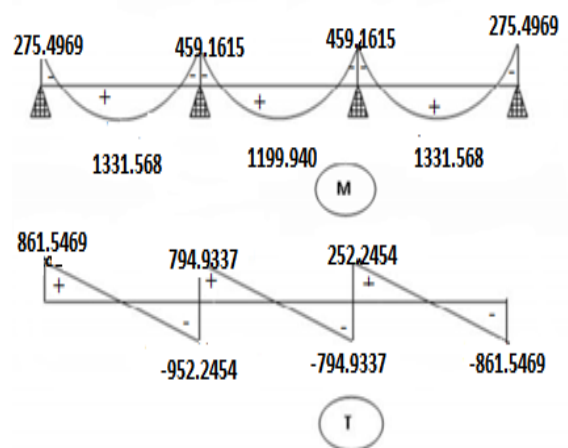 275.4969 459.1615 459.1615 275.4969
- - - - - -
+ + +
1331.568 1199.940 1331.568
M
861.5469 794.9337 252.2454
+ + +
- - -
-952.2454 -794.9337 -861.5469
T